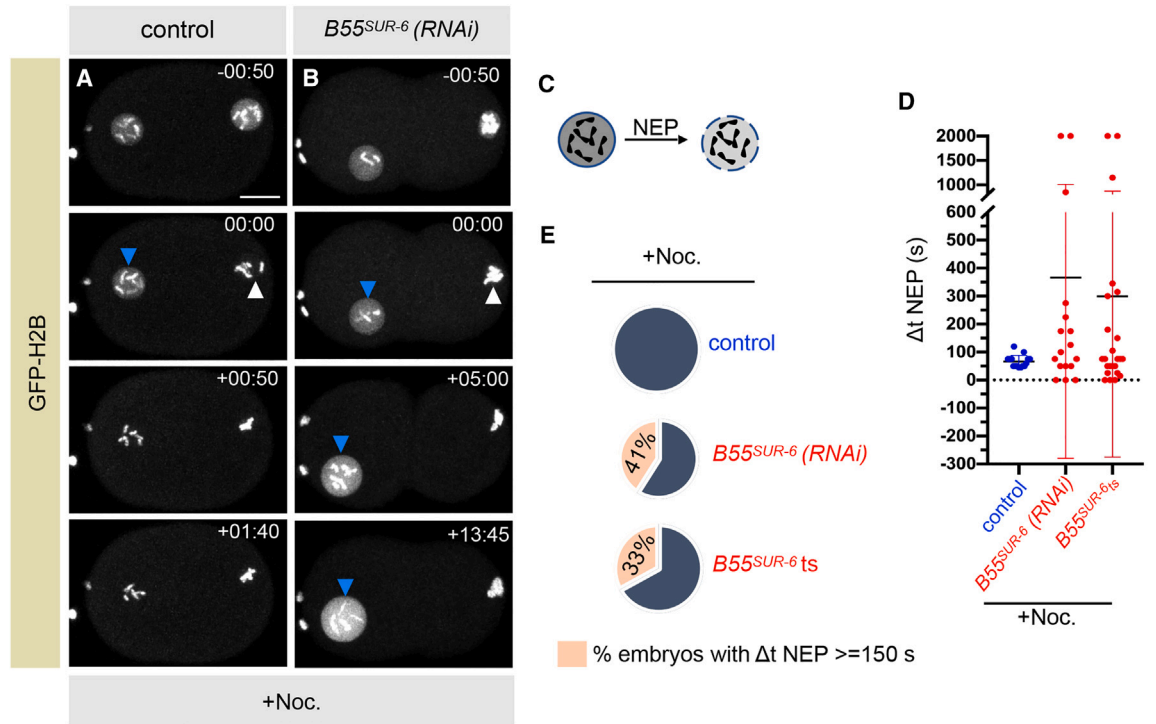 control
B55SUR-6 (RNAi)
GFP-H2B
A
-00:50
B
-00:50
00:00
00:00
+00:50
+05:00
+01:40
+13:45
+Noc.
C
NEP
E
+Noc.
control
41%
B55SUR-6 (RNAi)
33%
B55SUR-6 ts
% embryos with Δt NEP >=150 s
D
Δt NEP (s)
2000
1500
1000
600
500
400
300
200
100
0
-100
-200
-300
control
B55SUR-6 (RNAi)
B55SUR-6ts
+Noc.